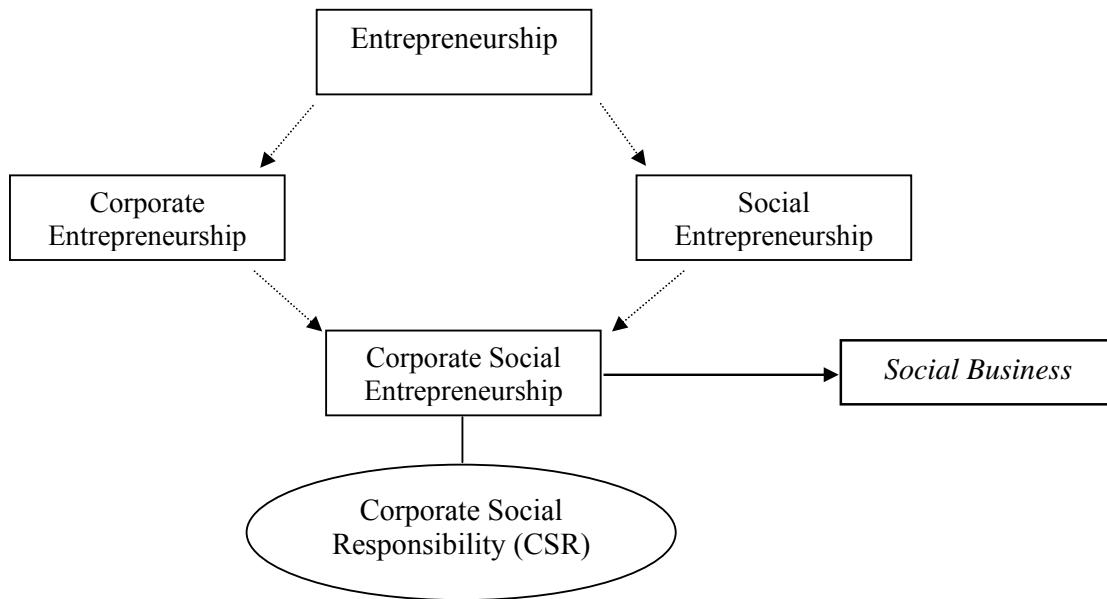 Entrepreneurship
Corporate
Entrepreneurship
Social
Entrepreneurship
Corporate Social
Entrepreneurship
Social Business
Corporate Social
Responsibility (CSR)